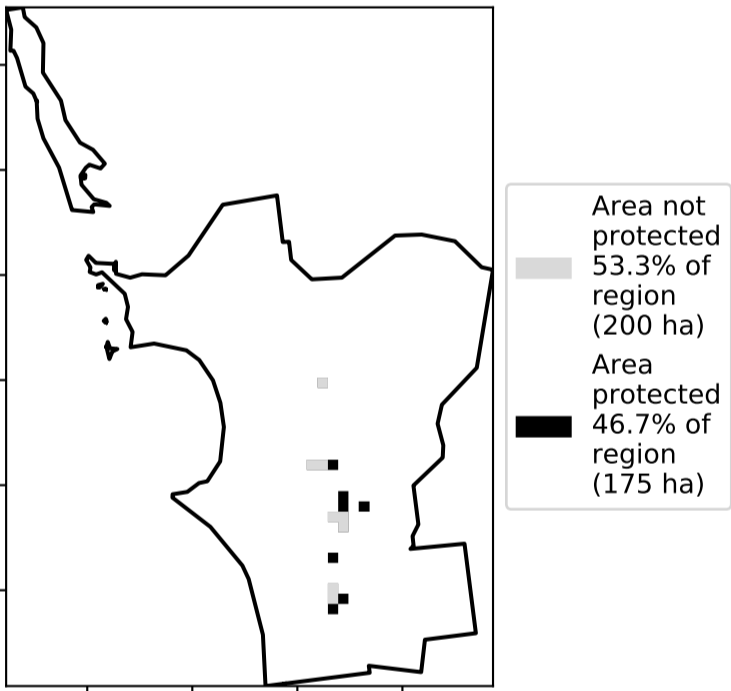 Area not
protected
53.3% of
region
(200 ha)
Area
protected
46.7% of
region
(175 ha)